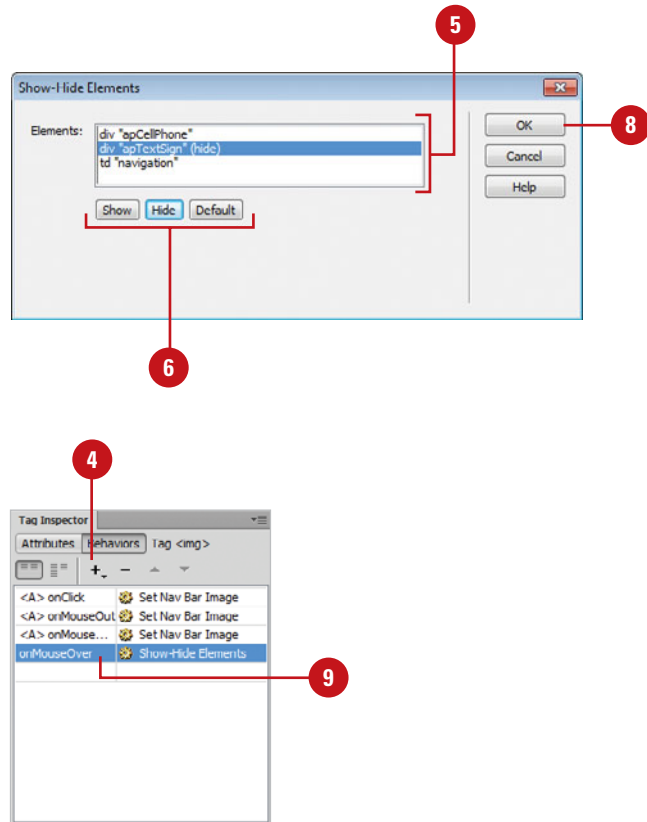 5
Show-Hide Elements
Elements:
div "apCellPhone"
div "apTextSign" (hide)
td "navigation"
OK
8
Cancel
Help
Show Hide Default
6
4
Tag Inspector
Attributes Behaviors Tag <img>
<A> onClick Set Nav Bar Image
<A> onMouseOut Set Nav Bar Image
<A> onMouse... Set Nav Bar Image
onMouseOver Show-Hide Elements
9